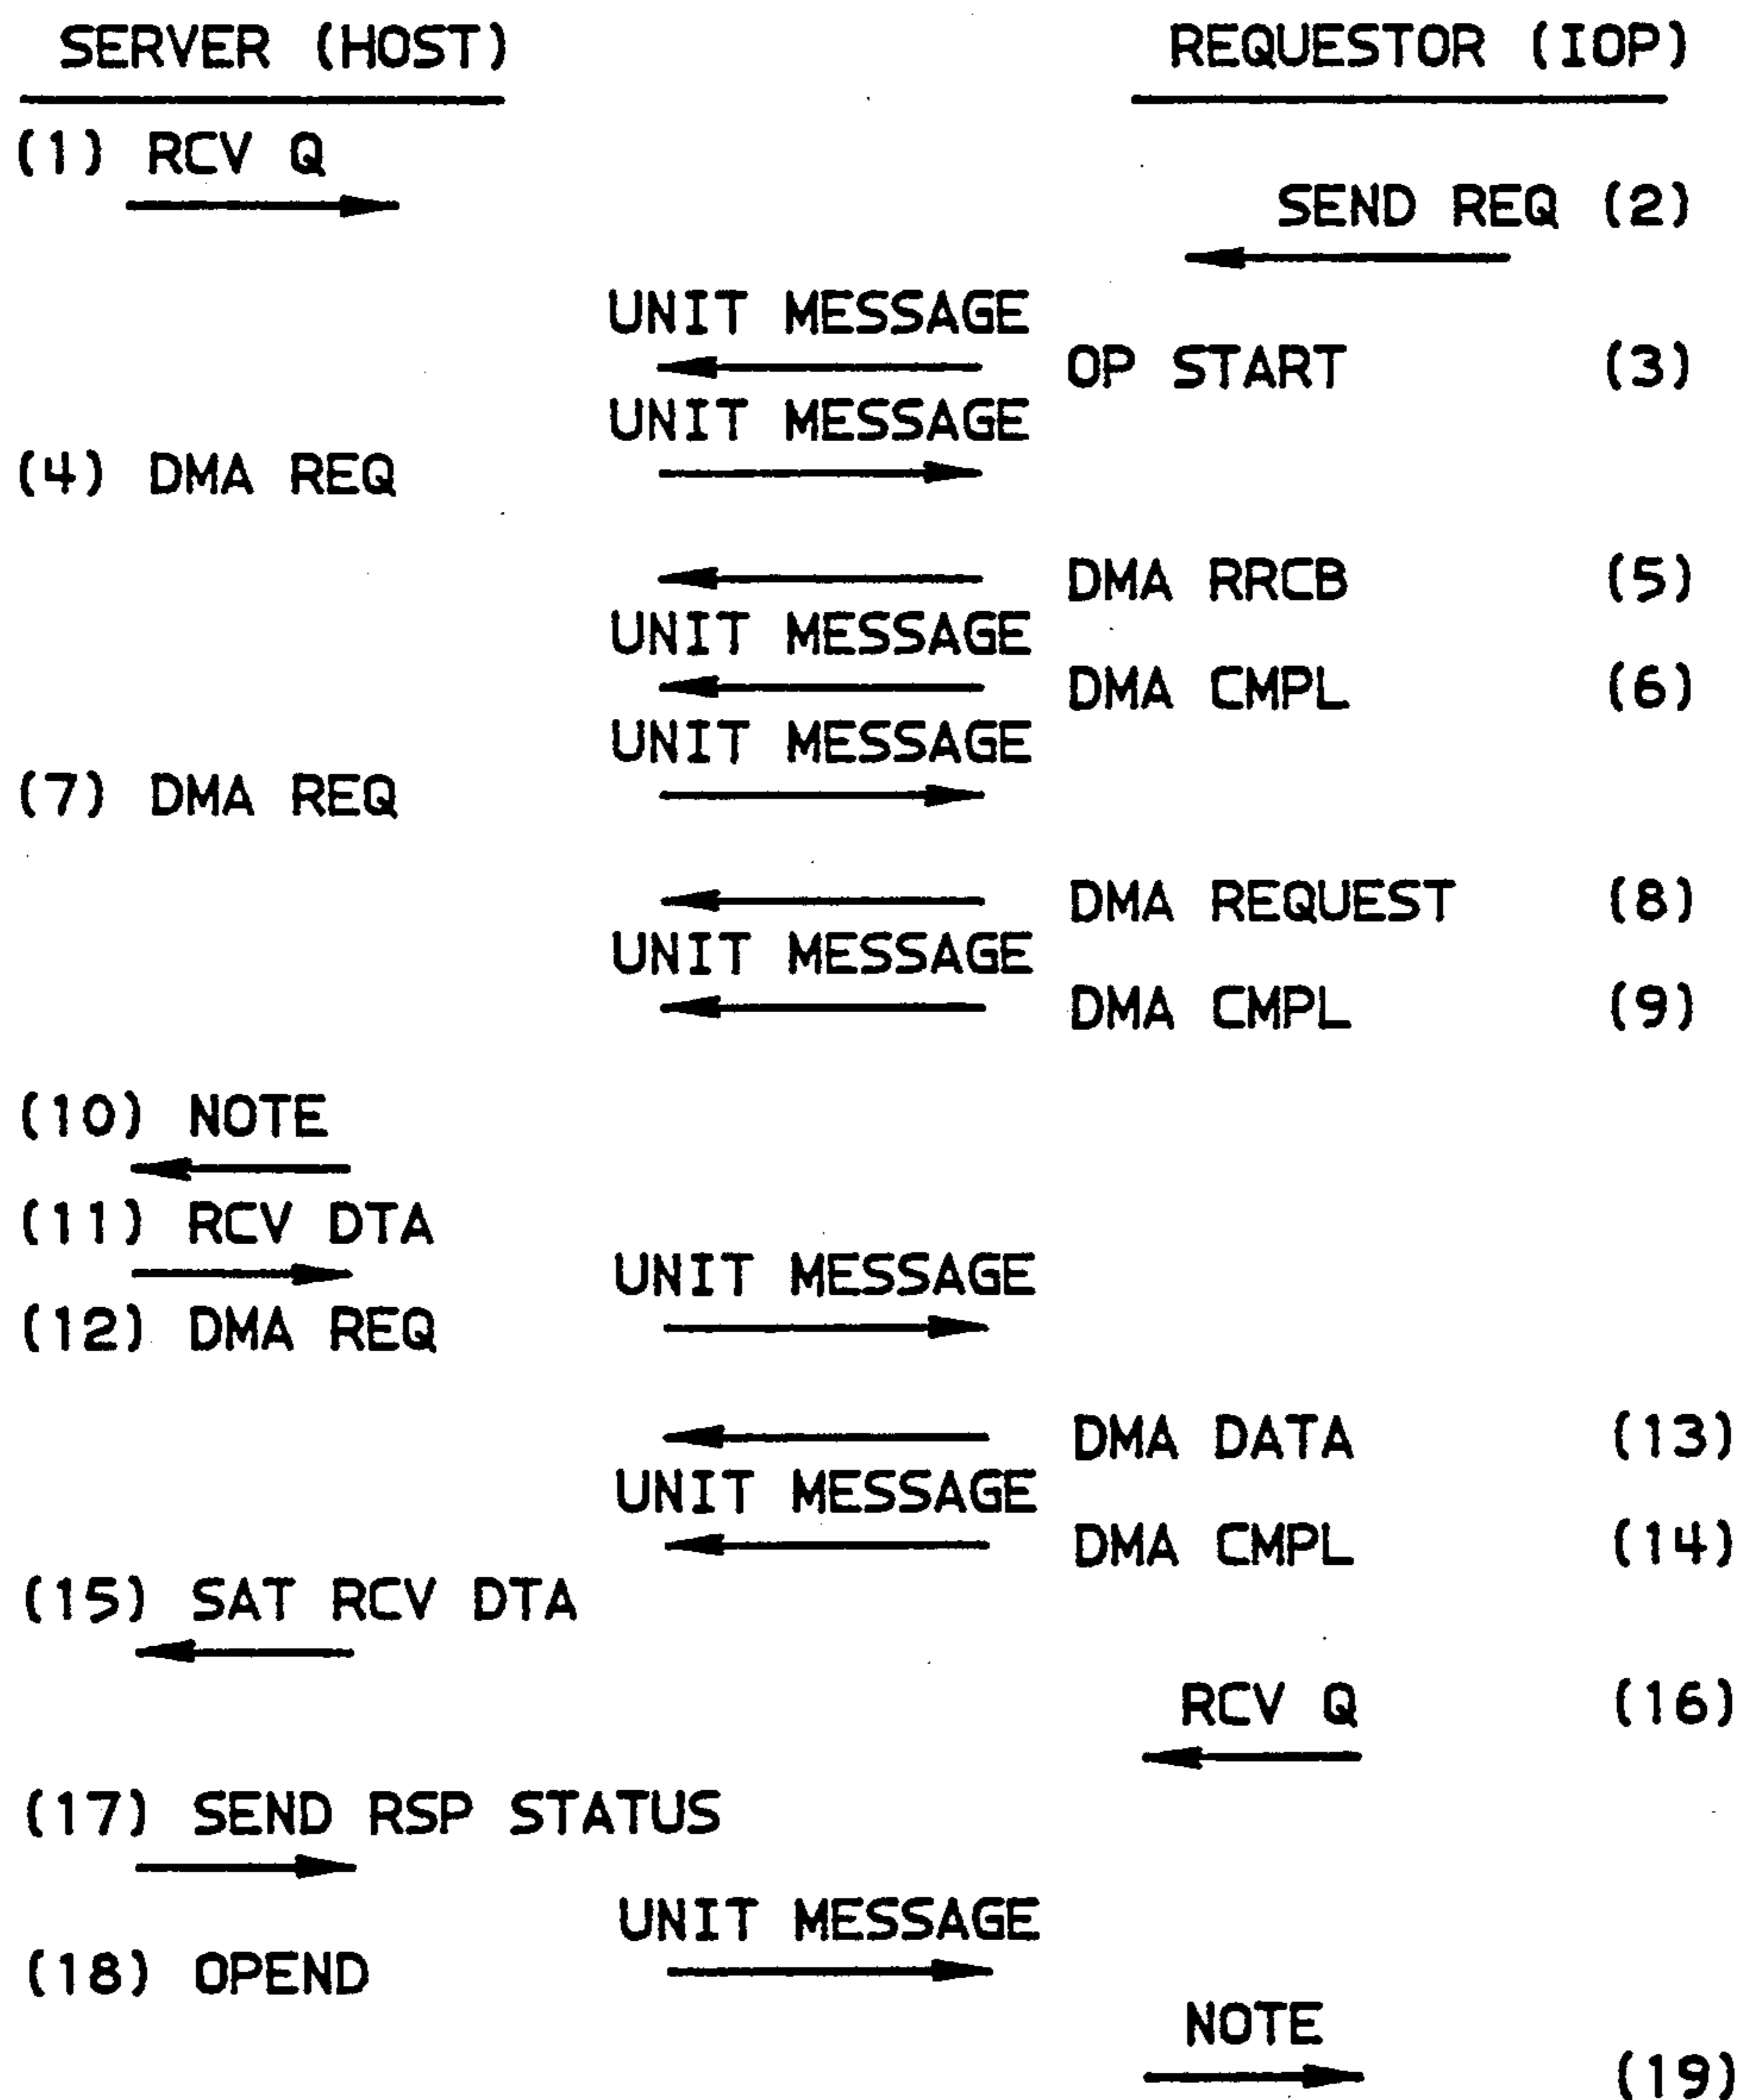 SERVER (HOST) REQUESTOR (IOP)
(1) RCV Q
SEND REQ (2)
UNIT MESSAGE
OP START (3)
UNIT MESSAGE
(4) DMA REQ
DMA RRCB (5)
UNIT MESSAGE
DMA CMPL (6)
UNIT MESSAGE
(7) DMA REQ
DMA REQUEST (8)
UNIT MESSAGE
DMA CMPL (9)
(10) NOTE
(11) RCV DTA
UNIT MESSAGE
(12) DMA REQ
DMA DATA (13)
UNIT MESSAGE
DMA CMPL (14)
(15) SAT RCV DTA
RCV Q (16)
(17) SEND RSP STATUS
UNIT MESSAGE
(18) OPEND
NOTE
(19)